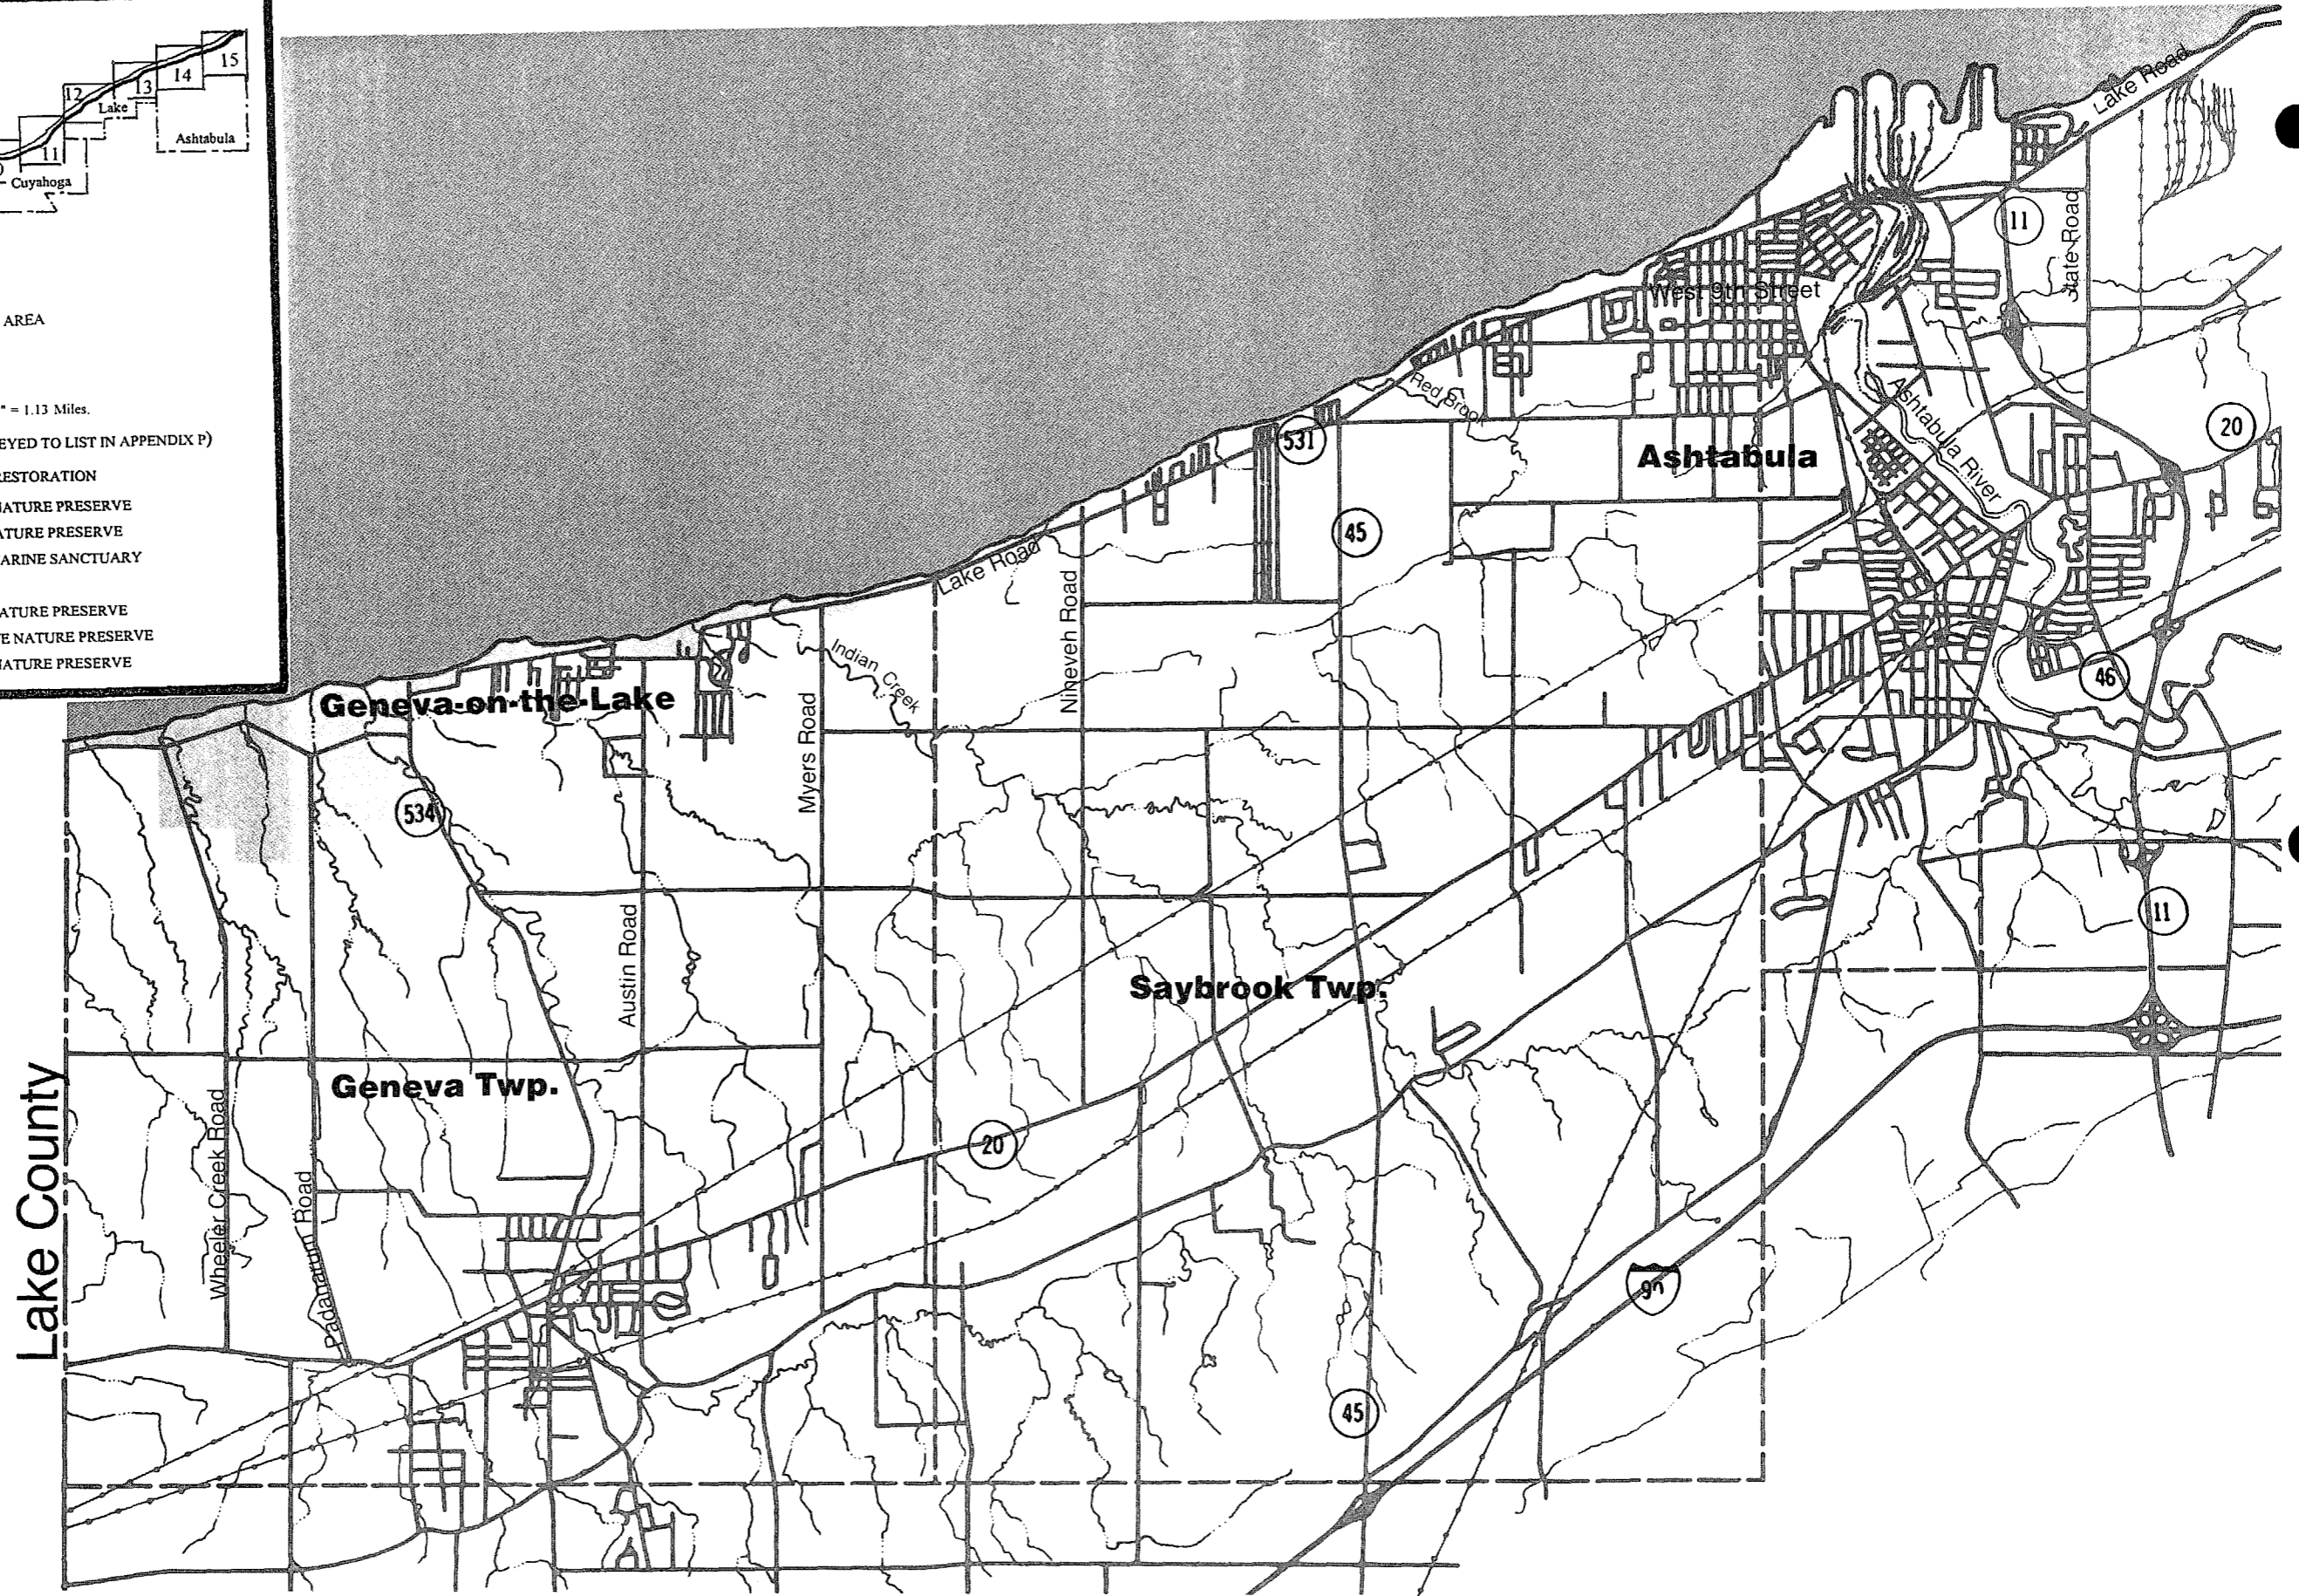 15
14
13
12
Lake
Ashtabula
11
Cuyahoga
AREA
" = 1.13 Miles.
EYED TO LIST IN APPENDIX P)
RESTORATION
NATURE PRESERVE
ATURE PRESERVE
ARINE SANCTUARY
ATURE PRESERVE
E NATURE PRESERVE
NATURE PRESERVE
Lake Road
11
State Road
West 9th Street
Red Brook
Ashtabula River
20
531
Ashtabula
45
Lake Road
Nineveh Road
Indian Creek
46
Geneva-on-the-Lake
Myers Road
534
Austin Road
11
Saybrook Twp.
Lake County
Geneva Twp.
Wheeler Creek Road
Padanarum Road
20
90
45